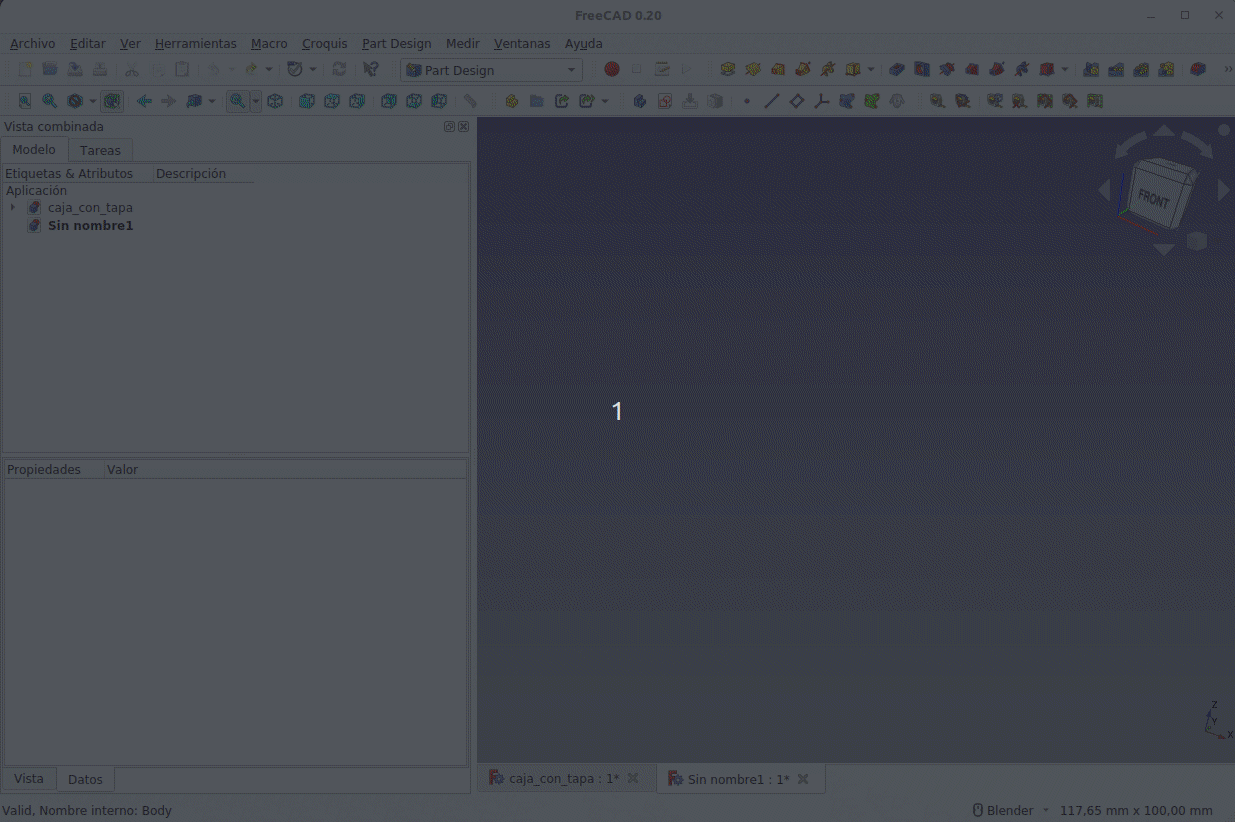 FreeCAD 0.20
Archivo Editar Ver Herramientas Macro Croquis Part Design Medir Ventanas Ayuda
Part Design
Vista combinada
Modelo Tareas
Etiquetas & Atributos Descripción
Aplicación
caja_con_tapa
Sin nombre1
FRONT
1
Propiedades Valor
Z
Y
X
Vista Datos
caja_con_tapa : 1* Sin nombre1 : 1*
Valid, Nombre interno: Body Blender 117,65 mm x 100,00 mm